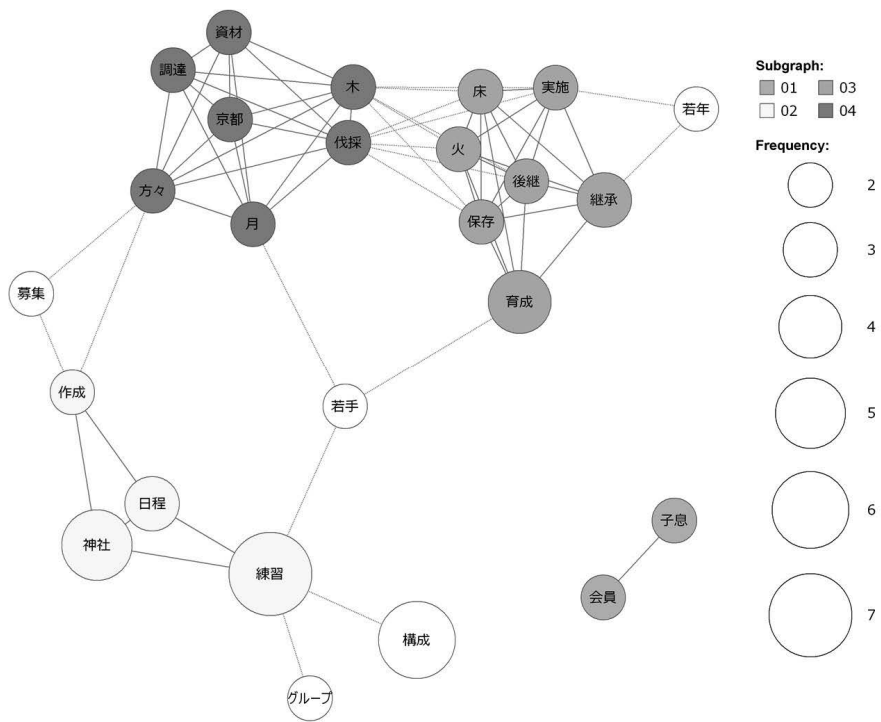 資材
調達
木
床
実施
若年
京都
伐採
火
後継
方々
月
保存
継承
募集
育成
作成
若手
日程
神社
練習
子息
会員
構成
グループ
Subgraph:
01 03
02 04
Frequency:
2
3
4
5
6
7